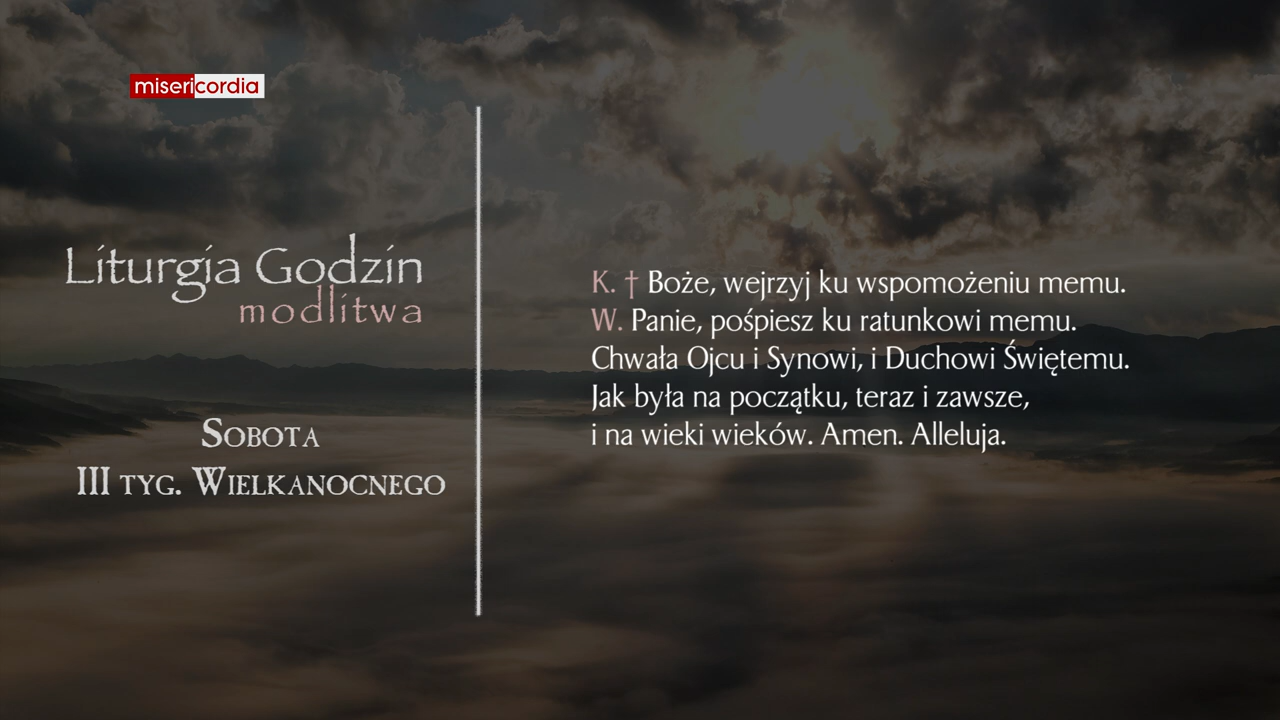 misericordia
Liturgia Godzin
modlitwa
Sobota
III tyg. Wielkanocnego
K. † Boże, wejrzyj ku wspomożeniu memu.
W. Panie, pośpiesz ku ratunkowi memu.
Chwała Ojcu i Synowi, i Duchowi Świętemu.
Jak była na początku, teraz i zawsze,
i na wieki wieków. Amen. Alleluja.